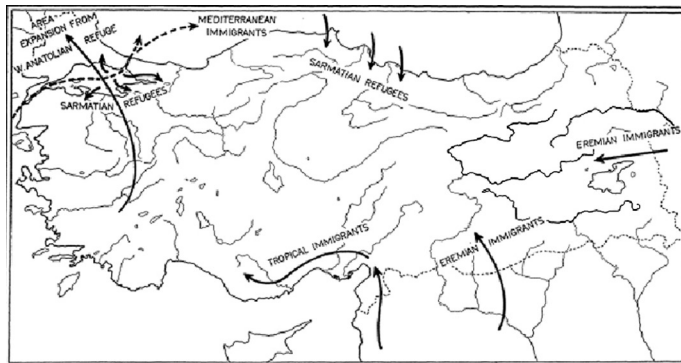 AREA
EXPANSION FROM
W.ANATOLIAN REFUGE
MEDITERRANEAN
IMMIGRANTS
SARMATIAN REFUGEES
SARMATIAN REFUGEES
EREMIAN IMMIGRANTS
TROPICAL IMMIGRANTS
EREMIAN IMMIGRANTS